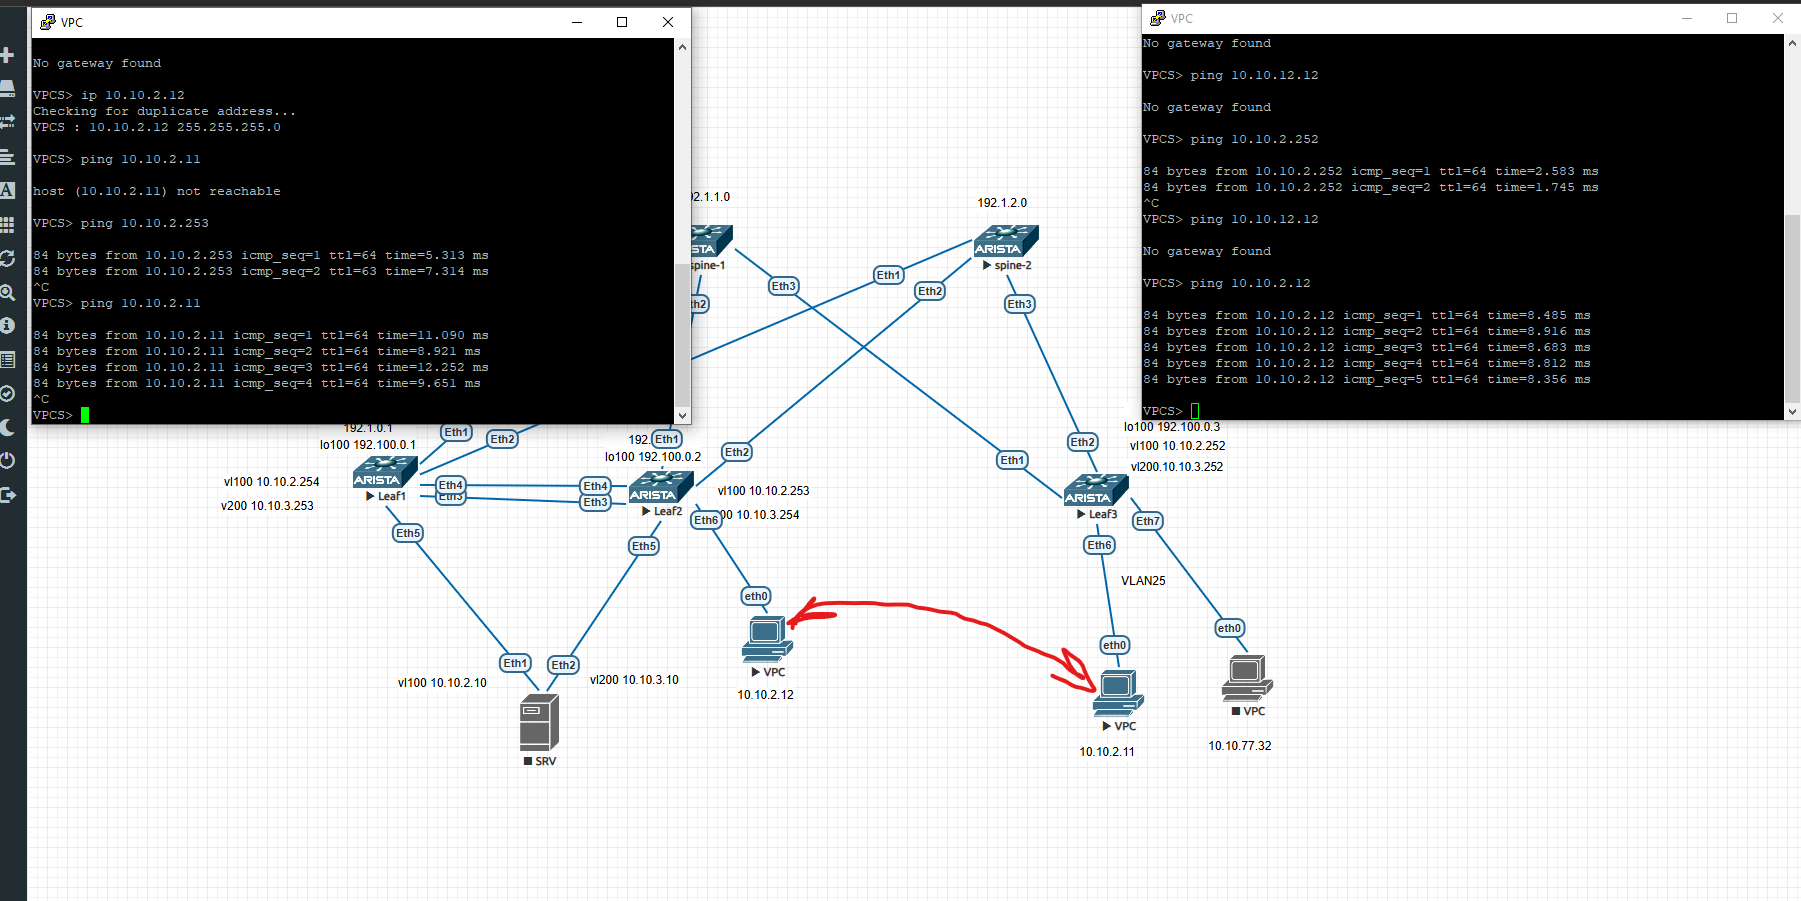 VPC
No gateway found
VPCS> ip 10.10.2.12
Checking for duplicate address...
VPCS : 10.10.2.12 255.255.255.0
VPCS> ping 10.10.2.11
host (10.10.2.11) not reachable
VPCS> ping 10.10.2.253
84 bytes from 10.10.2.253 icmp_seq=1 ttl=64 time=5.313 ms
84 bytes from 10.10.2.253 icmp_seq=2 ttl=63 time=7.314 ms
^C
VPCS> ping 10.10.2.11
84 bytes from 10.10.2.11 icmp_seq=1 ttl=64 time=11.090 ms
84 bytes from 10.10.2.11 icmp_seq=2 ttl=64 time=8.921 ms
84 bytes from 10.10.2.11 icmp_seq=3 ttl=64 time=12.252 ms
84 bytes from 10.10.2.11 icmp_seq=4 ttl=64 time=9.651 ms
^C
VPCS>
VPC
No gateway found
VPCS> ping 10.10.12.12
No gateway found
VPCS> ping 10.10.2.252
84 bytes from 10.10.2.252 icmp_seq=1 ttl=64 time=2.583 ms
84 bytes from 10.10.2.252 icmp_seq=2 ttl=64 time=1.745 ms
^C
VPCS> ping 10.10.12.12
No gateway found
VPCS> ping 10.10.2.12
84 bytes from 10.10.2.12 icmp_seq=1 ttl=64 time=8.485 ms
84 bytes from 10.10.2.12 icmp_seq=2 ttl=64 time=8.916 ms
84 bytes from 10.10.2.12 icmp_seq=3 ttl=64 time=8.683 ms
84 bytes from 10.10.2.12 icmp_seq=4 ttl=64 time=8.812 ms
84 bytes from 10.10.2.12 icmp_seq=5 ttl=64 time=8.356 ms
VPCS>
2.1.1.0
192.1.2.0
STA
ARISTA
spine-1
spine-2
Eth3
Eth1
Eth2
Eth3
th2
192.1.0.1
lo100 192.100.0.1
Eth1
Eth2
192.
Eth1
lo100 192.100.0.2
Eth2
Eth1
Eth2
lo100 192.100.0.3
vl100 10.10.2.252
vl200.10.10.3.252
ARISTA
Leaf1
vl100 10.10.2.254
v200 10.10.3.253
Eth4
Eth3
Eth4
Eth3
ARISTA
Leaf2
vl100 10.10.2.253
00 10.10.3.254
Eth6
ARISTA
Leaf3
Eth7
Eth5
Eth5
Eth6
VLAN25
eth0
eth0
eth0
Eth1
Eth2
vl100 10.10.2.10
vl200 10.10.3.10
VPC
10.10.2.12
SRV
VPC
10.10.2.11
VPC
10.10.77.32
A